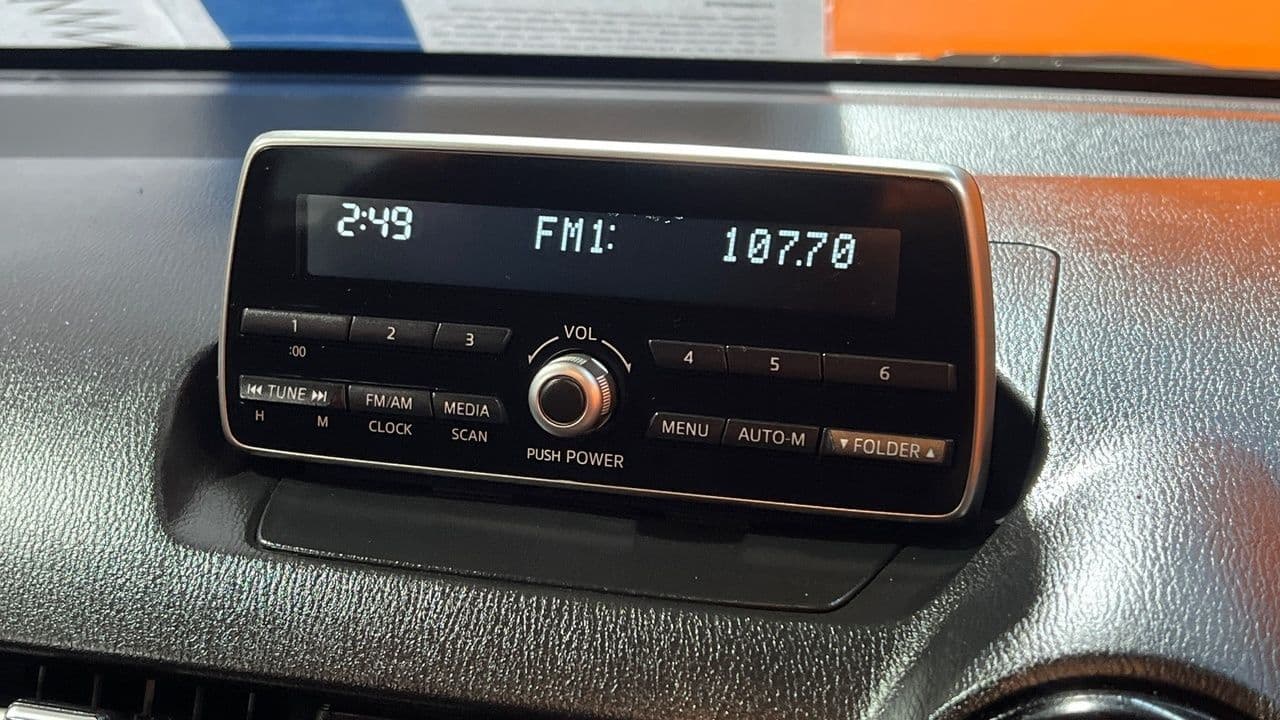 2:49 FM1: 107.70
VOL
1 2 3 4 5 6
:00
⏮ TUNE ⏭ FM/AM MEDIA MENU AUTO-M ▼ FOLDER ▲
H M CLOCK SCAN
PUSH POWER